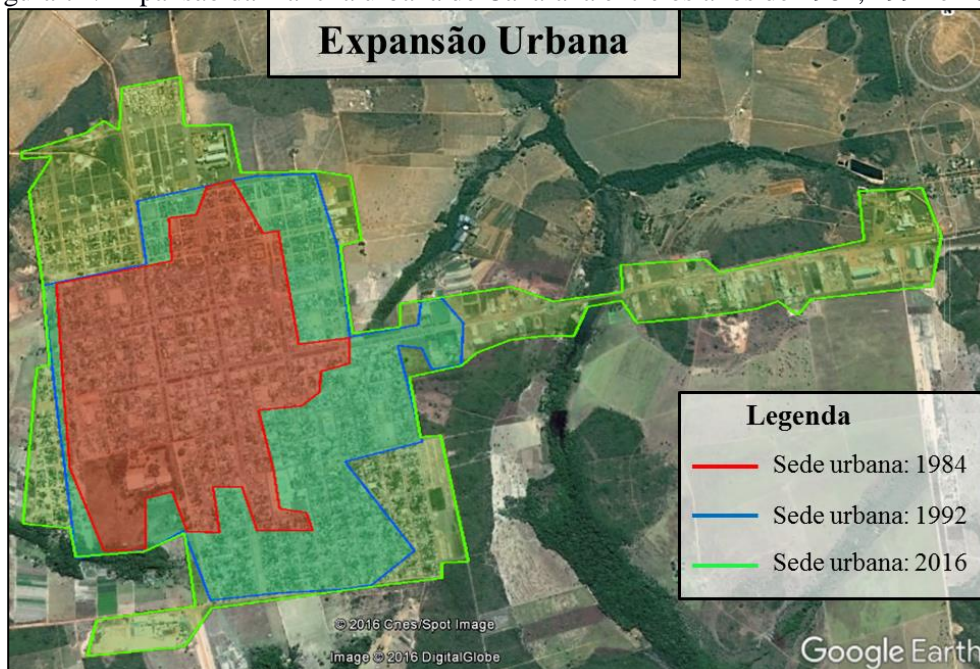 Expansão Urbana
Legenda
Sede urbana: 1984
Sede urbana: 1992
Sede urbana: 2016
© 2016 Cnes/Spot Image
Image © 2016 DigitalGlobe
Google Earth